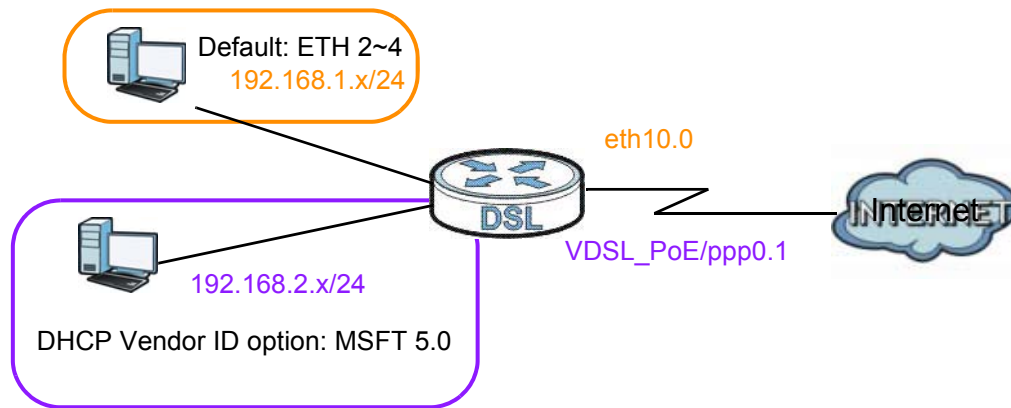 Default: ETH 2~4
192.168.1.x/24
eth10.0
Internet
DSL
VDSL_PoE/ppp0.1
192.168.2.x/24
DHCP Vendor ID option: MSFT 5.0